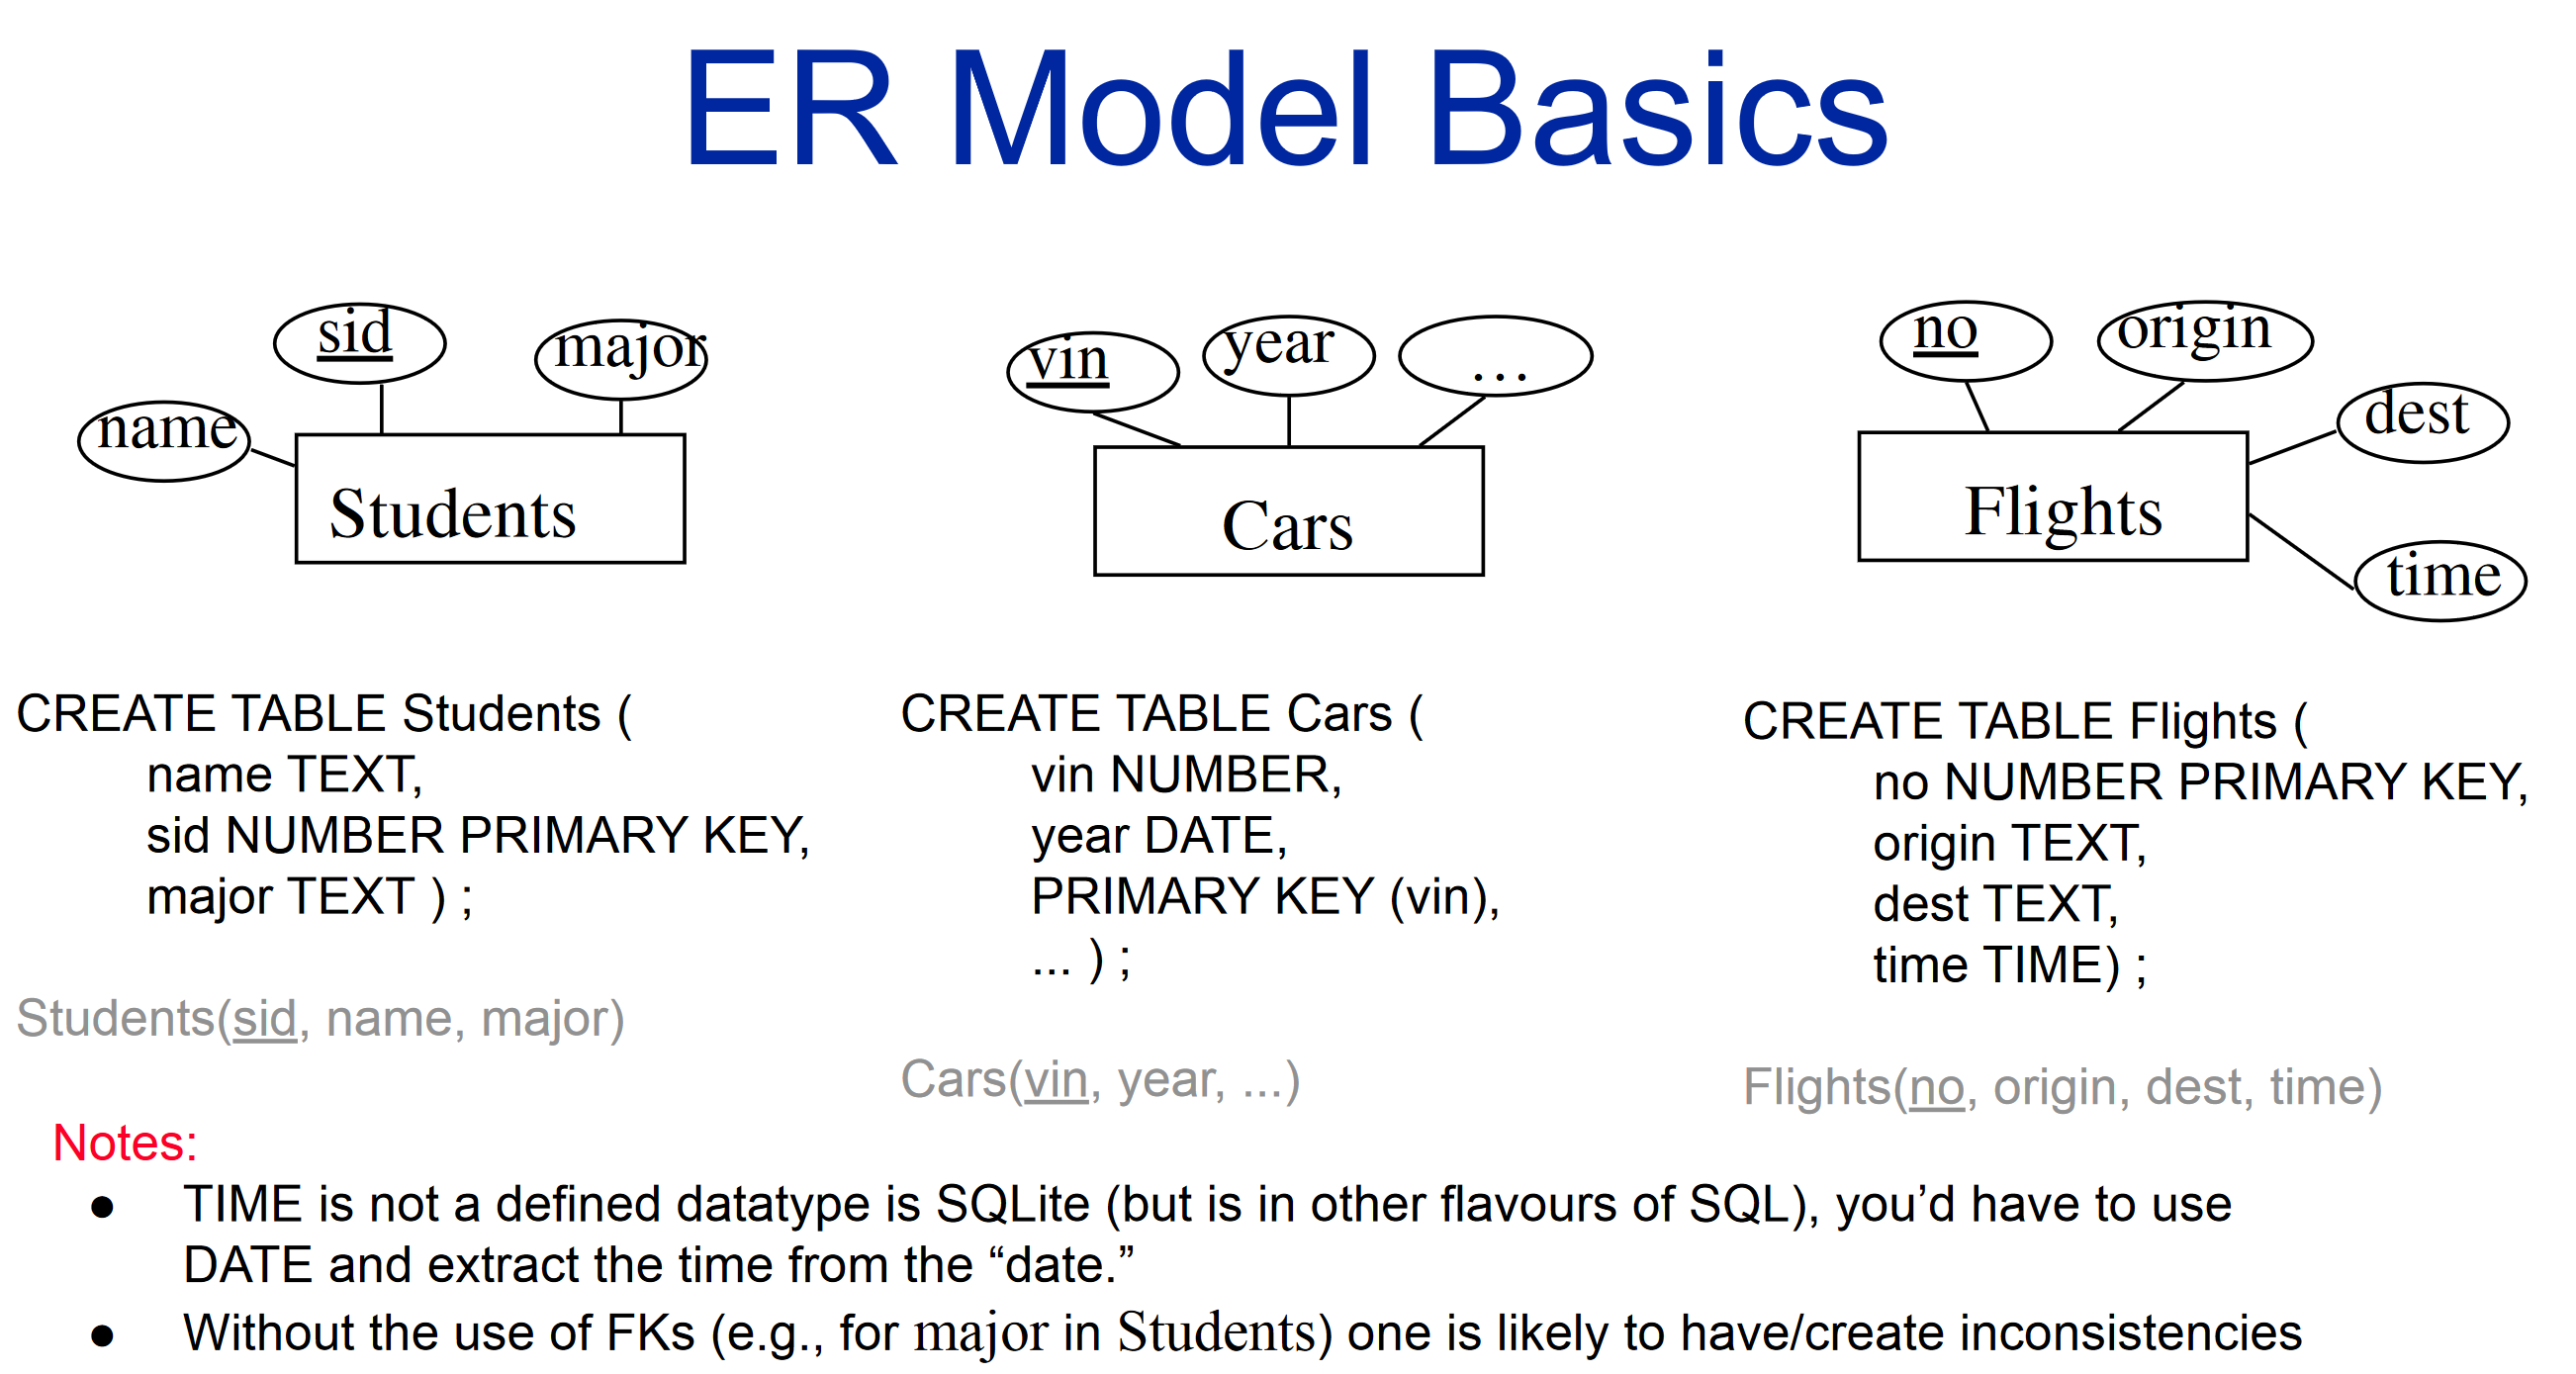 ER Model Basics
name
sid
major
Students
vin
year
…
Cars
no
origin
dest
time
Flights
CREATE TABLE Students (
name TEXT,
sid NUMBER PRIMARY KEY,
major TEXT ) ;
Students(sid, name, major)
CREATE TABLE Cars (
vin NUMBER,
year DATE,
PRIMARY KEY (vin),
... ) ;
Cars(vin, year, ...)
CREATE TABLE Flights (
no NUMBER PRIMARY KEY,
origin TEXT,
dest TEXT,
time TIME) ;
Flights(no, origin, dest, time)
Notes:
● TIME is not a defined datatype is SQLite (but is in other flavours of SQL), you’d have to use
DATE and extract the time from the “date.”
● Without the use of FKs (e.g., for major in Students) one is likely to have/create inconsistencies